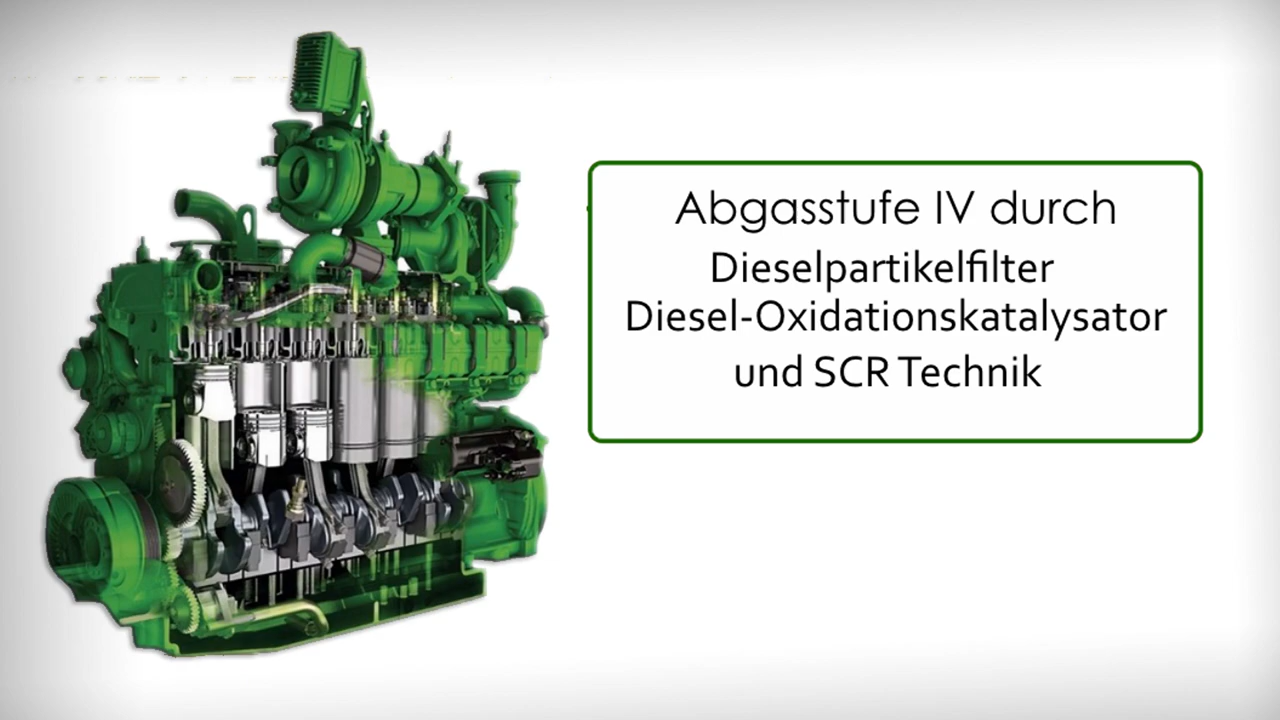 Abgasstufe IV durch
Dieselpartikelfilter
Diesel-Oxidationskatalysator
und SCR Technik